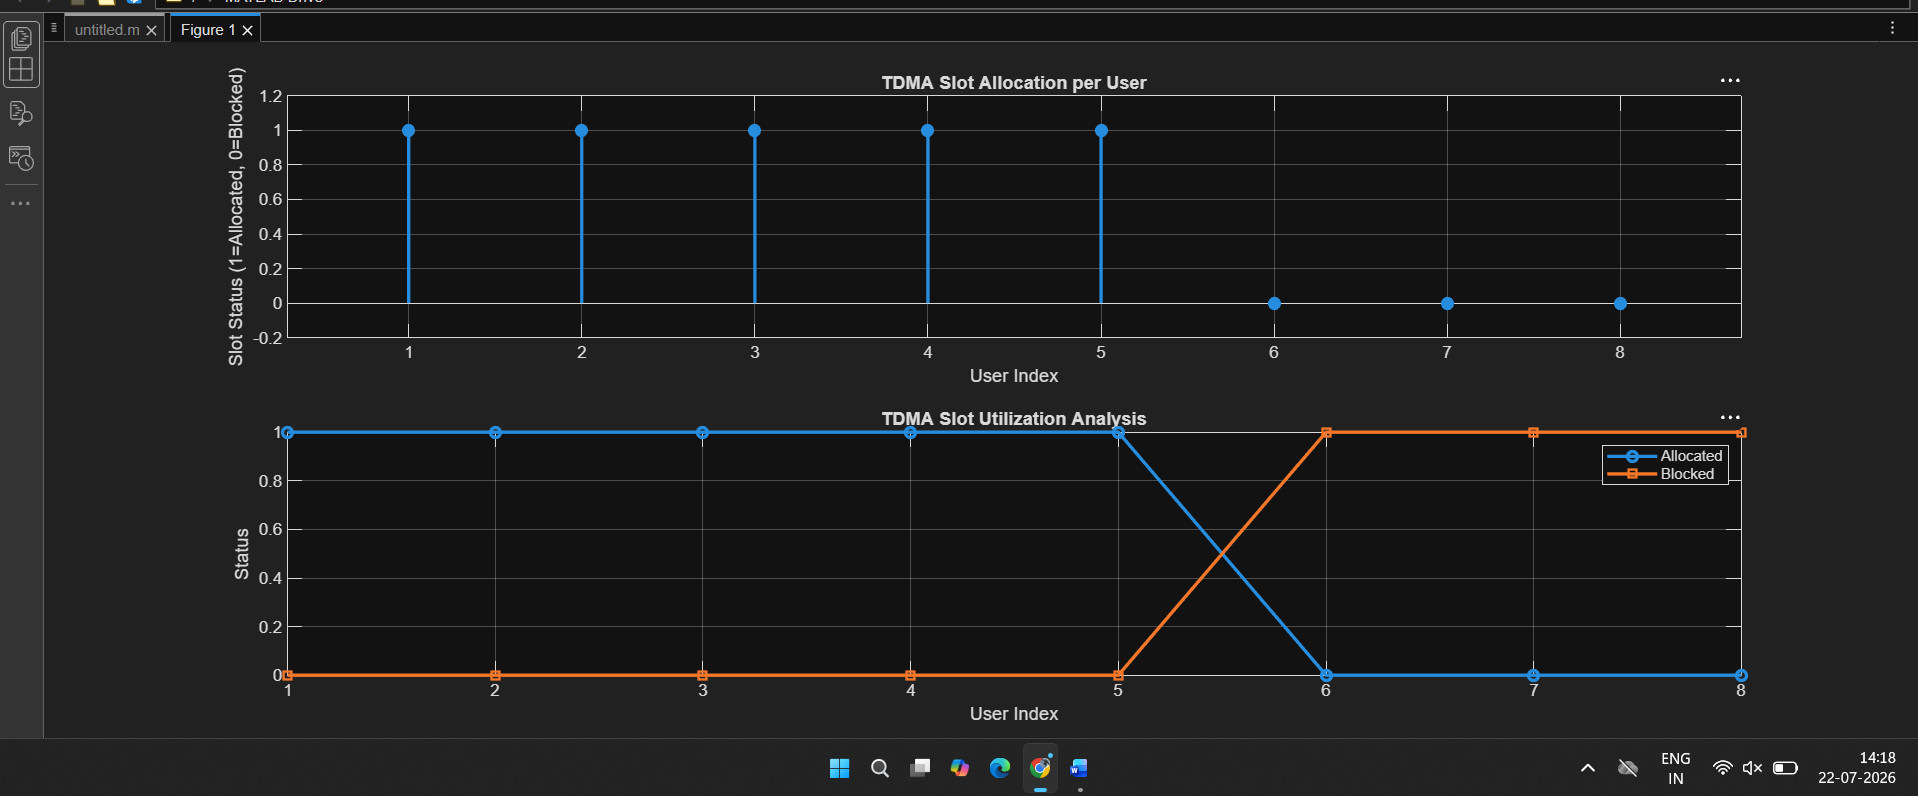 untitled.m
Figure 1
TDMA Slot Allocation per User
Slot Status (1=Allocated, 0=Blocked)
1.2
1
0.8
0.6
0.4
0.2
0
-0.2
1 2 3 4 5 6 7 8
User Index
TDMA Slot Utilization Analysis
Status
1
0.8
0.6
0.4
0.2
0
Allocated
Blocked
1 2 3 4 5 6 7 8
User Index
ENG
IN
14:18
22-07-2026